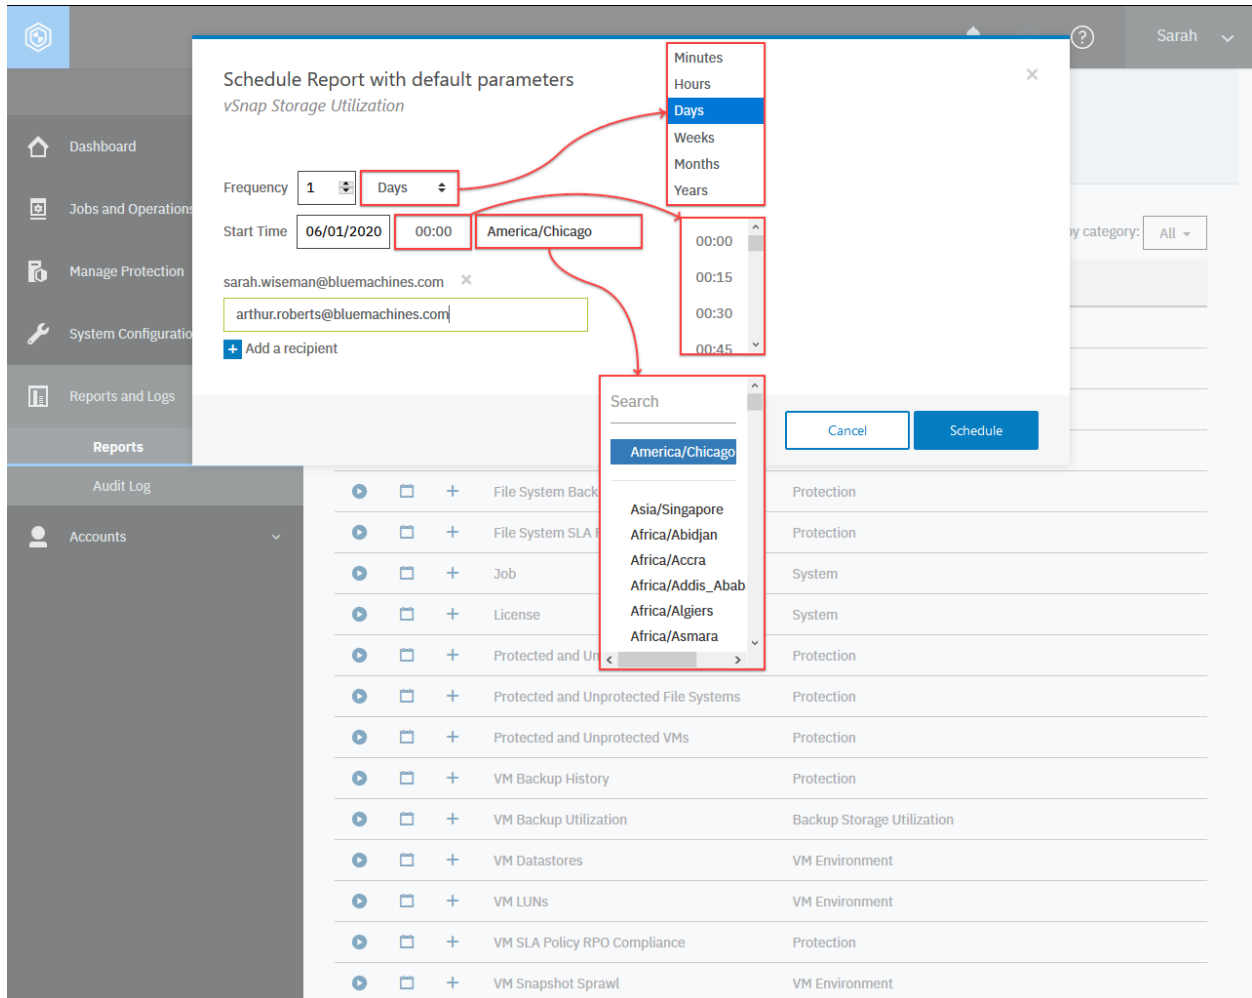 Sarah
Schedule Report with default parameters
vSnap Storage Utilization
Minutes
Hours
Days
Weeks
Months
Years
Dashboard
Jobs and Operations
Manage Protection
System Configuratio
Reports and Logs
Reports
Audit Log
Accounts
Frequency 1 Days
Start Time 06/01/2020 00:00 America/Chicago
00:00
00:15
00:30
00:45
by category: All
sarah.wiseman@bluemachines.com
arthur.roberts@bluemachines.com
+ Add a recipient
Search
America/Chicago
Asia/Singapore
Africa/Abidjan
Africa/Accra
Africa/Addis_Abab
Africa/Algiers
Africa/Asmara
Cancel Schedule
File System Back Protection
File System SLA Protection
Job System
License System
Protected and Un Protection
Protected and Unprotected File Systems Protection
Protected and Unprotected VMs Protection
VM Backup History Protection
VM Backup Utilization Backup Storage Utilization
VM Datastores VM Environment
VM LUNs VM Environment
VM SLA Policy RPO Compliance Protection
VM Snapshot Sprawl VM Environment